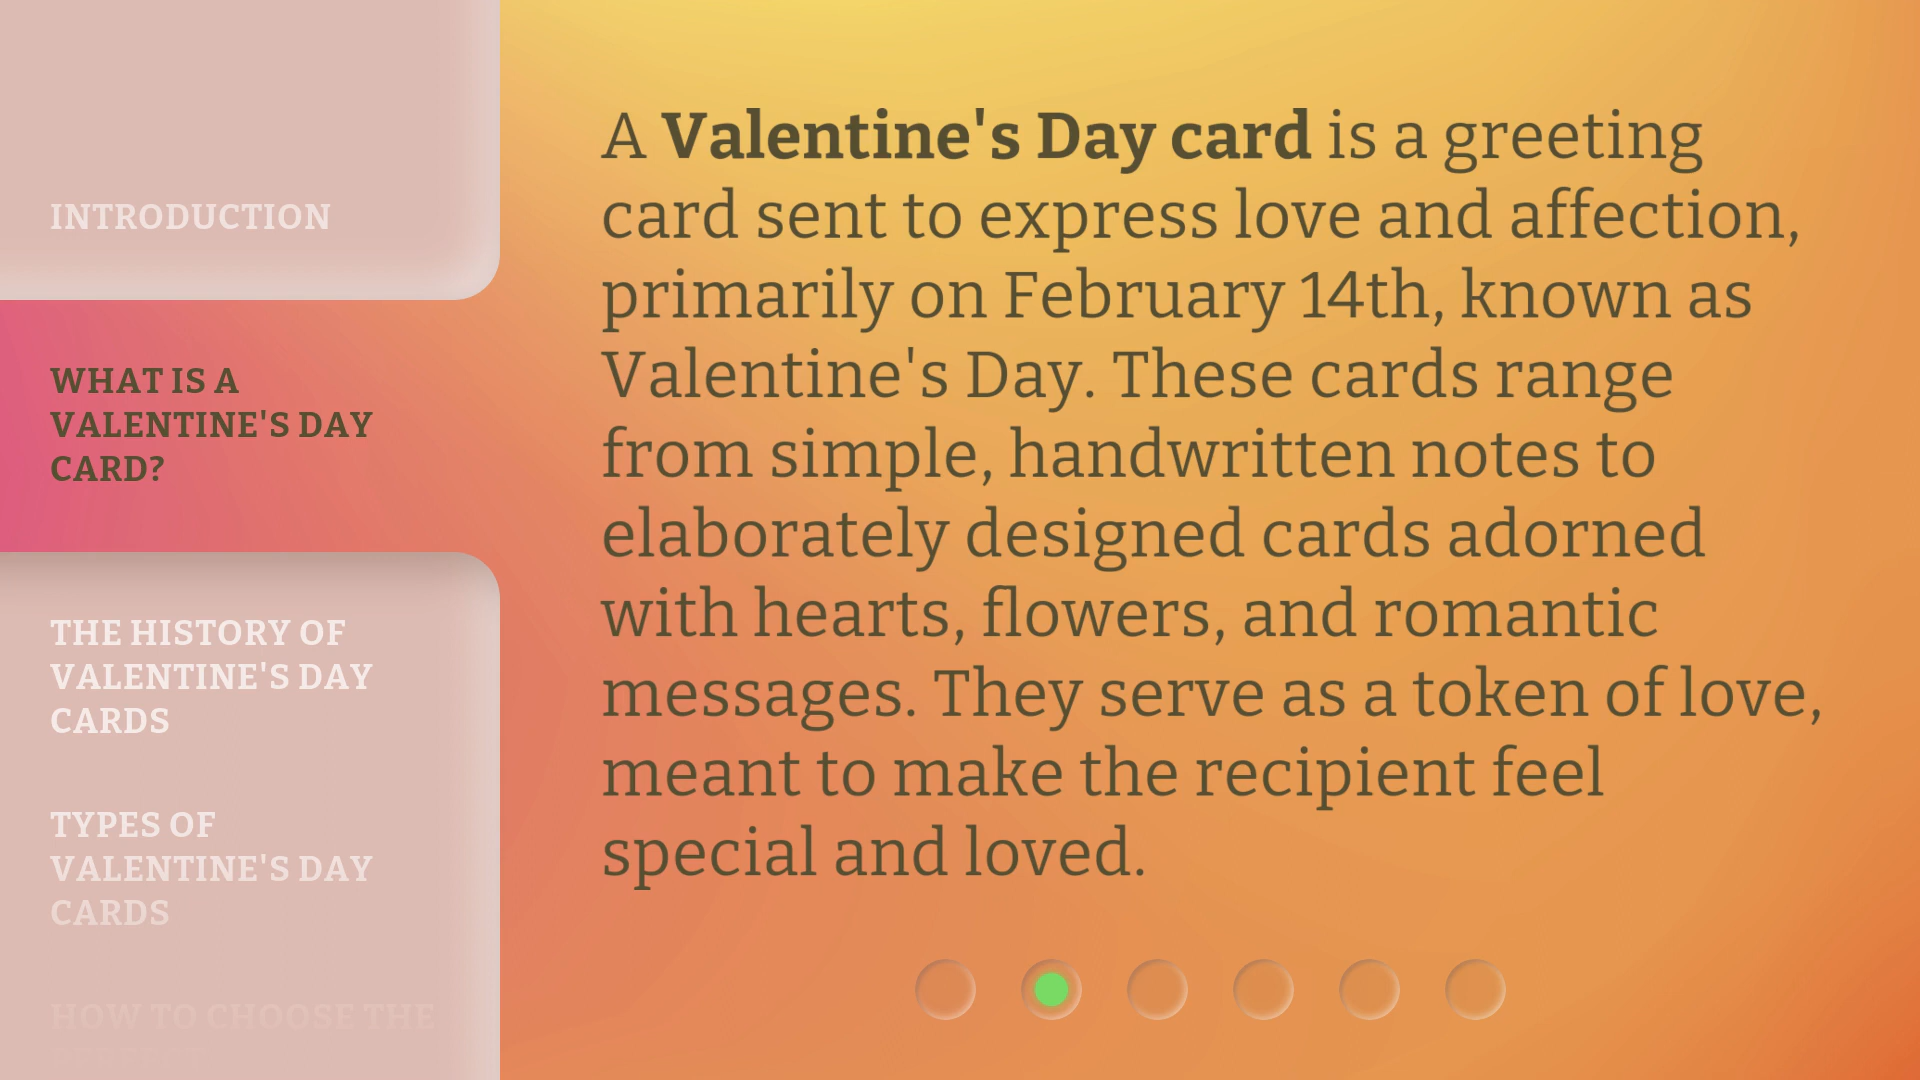 INTRODUCTION
WHAT IS A
VALENTINE'S DAY
CARD?
THE HISTORY OF
VALENTINE'S DAY
CARDS
TYPES OF
VALENTINE'S DAY
CARDS
HOW TO CHOOSE THE
A Valentine's Day card is a greeting
card sent to express love and affection,
primarily on February 14th, known as
Valentine's Day. These cards range
from simple, handwritten notes to
elaborately designed cards adorned
with hearts, flowers, and romantic
messages. They serve as a token of love,
meant to make the recipient feel
special and loved.